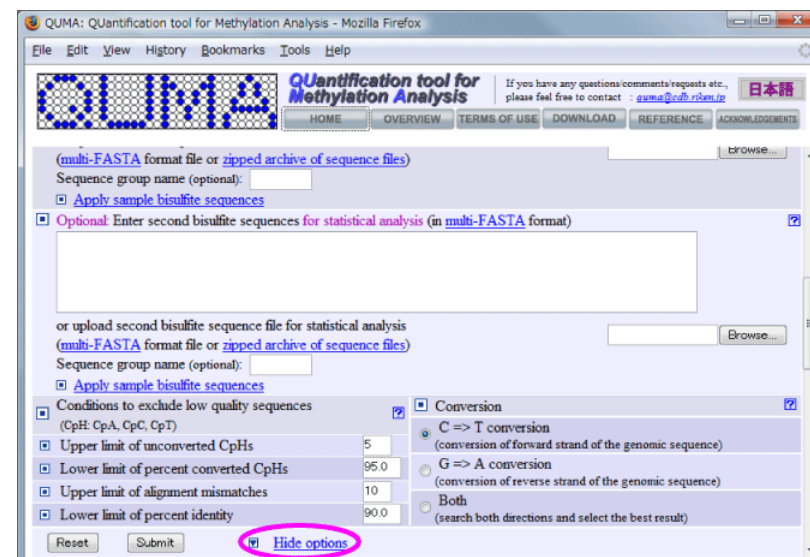 QUMA: QUantification tool for Methylation Analysis - Mozilla Firefox
File Edit View History Bookmarks Tools Help
QUMA
QUantification tool for
Methylation Analysis
If you have any questions/comments/requests etc.,
please feel free to contact : quma@cdb.riken.jp
日本語
HOME OVERVIEW TERMS OF USE DOWNLOAD REFERENCE ACKNOWLEDGEMENTS
(multi-FASTA format file or zipped archive of sequence files)
Browse...
Sequence group name (optional):
Apply sample bisulfite sequences
Optional: Enter second bisulfite sequences for statistical analysis (in multi-FASTA format)
?
or upload second bisulfite sequence file for statistical analysis
(multi-FASTA format file or zipped archive of sequence files)
Browse...
Sequence group name (optional):
Apply sample bisulfite sequences
Conditions to exclude low quality sequences
(CpH: CpA, CpC, CpT)
?
Upper limit of unconverted CpHs 5
Lower limit of percent converted CpHs 95.0
Upper limit of alignment mismatches 10
Lower limit of percent identity 90.0
Conversion
?
C => T conversion
(conversion of forward strand of the genomic sequence)
G => A conversion
(conversion of reverse strand of the genomic sequence)
Both
(search both directions and select the best result)
Reset Submit Hide options